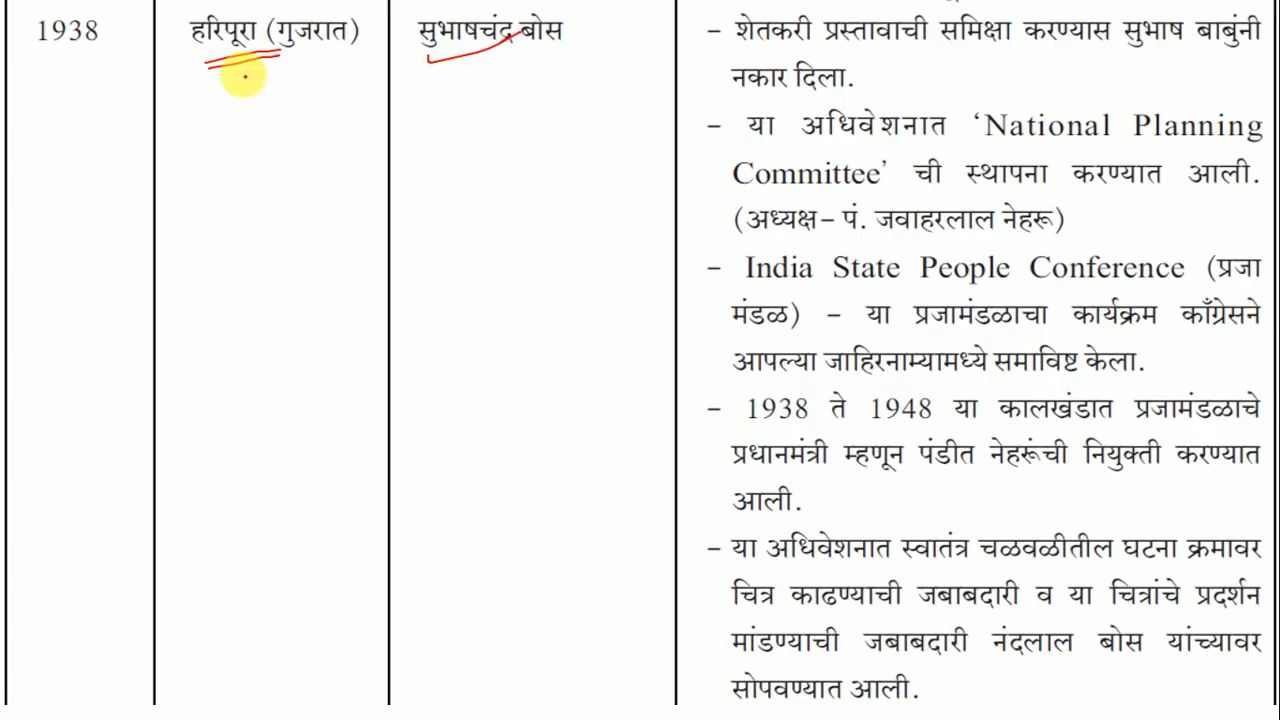 1938 हरिपूरा (गुजरात) सुभाषचंद्र बोस – शेतकरी प्रस्तावाची समिक्षा करण्यास सुभाष बाबुंनी
नकार दिला.
– या अधिवेशनात ‘National Planning
Committee’ ची स्थापना करण्यात आली.
(अध्यक्ष– पं. जवाहरलाल नेहरू)
– India State People Conference (प्रजा
मंडळ) – या प्रजामंडळाचा कार्यक्रम काँग्रेसने
आपल्या जाहिरनाम्यामध्ये समाविष्ट केला.
– 1938 ते 1948 या कालखंडात प्रजामंडळाचे
प्रधानमंत्री म्हणून पंडीत नेहरूंची नियुक्ती करण्यात
आली.
– या अधिवेशनात स्वातंत्र चळवळीतील घटना क्रमावर
चित्र काढण्याची जबाबदारी व या चित्रांचे प्रदर्शन
मांडण्याची जबाबदारी नंदलाल बोस यांच्यावर
सोपवण्यात आली.